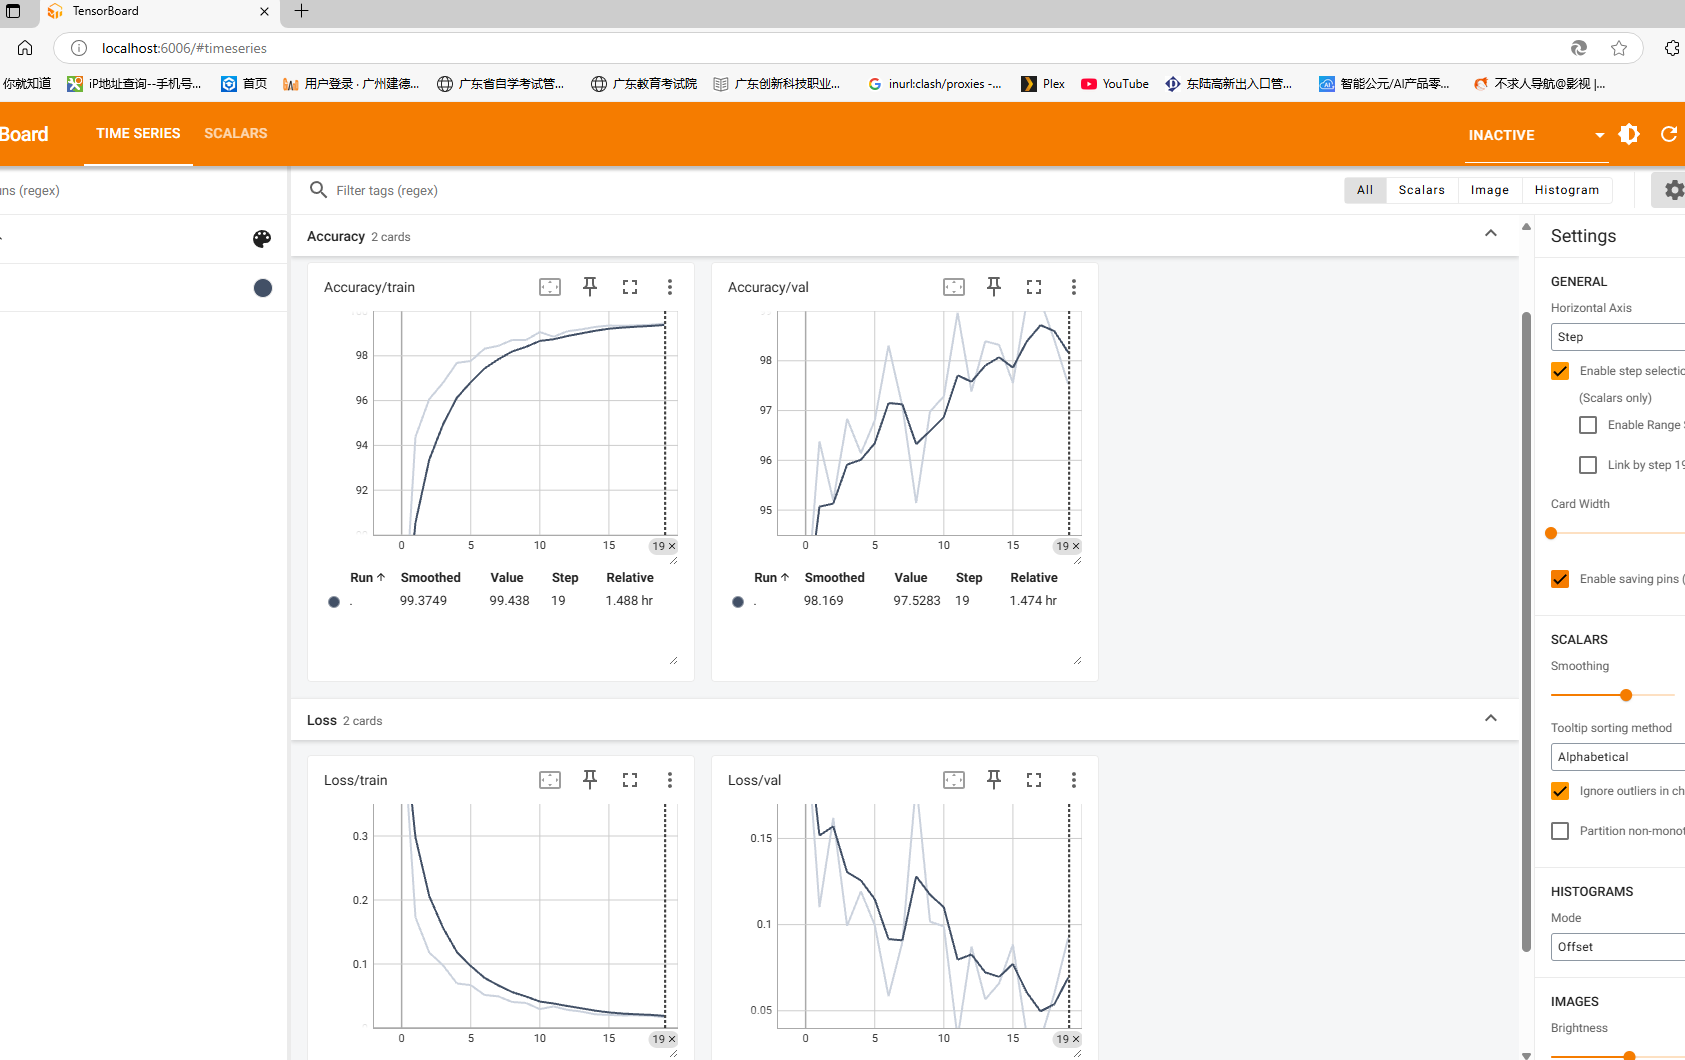 TensorBoard
localhost:6006/#timeseries
你就知道
iP地址查询--手机号...
首页
用户登录 · 广州建德...
广东省自学考试管...
广东教育考试院
广东创新科技职业...
inurl:clash/proxies -...
Plex
YouTube
东陆高新出入口管...
智能公元/AI产品零...
不求人导航@影视 |...
Board
TIME SERIES
SCALARS
INACTIVE
ns (regex)
Filter tags (regex)
All
Scalars
Image
Histogram
Accuracy 2 cards
Settings
Accuracy/train
98
96
94
92
0 5 10 15 19 ×
Run ↑ Smoothed Value Step Relative
. 99.3749 99.438 19 1.488 hr
Accuracy/val
98
97
96
95
0 5 10 15 19 ×
Run ↑ Smoothed Value Step Relative
. 98.169 97.5283 19 1.474 hr
Loss 2 cards
Loss/train
0.3
0.2
0.1
0 5 10 15 19 ×
Loss/val
0.15
0.1
0.05
0 5 10 15 19 ×
GENERAL
Horizontal Axis
Step
Enable step selectio
(Scalars only)
Enable Range S
Link by step 19
Card Width
Enable saving pins (
SCALARS
Smoothing
Tooltip sorting method
Alphabetical
Ignore outliers in ch
Partition non-monot
HISTOGRAMS
Mode
Offset
IMAGES
Brightness